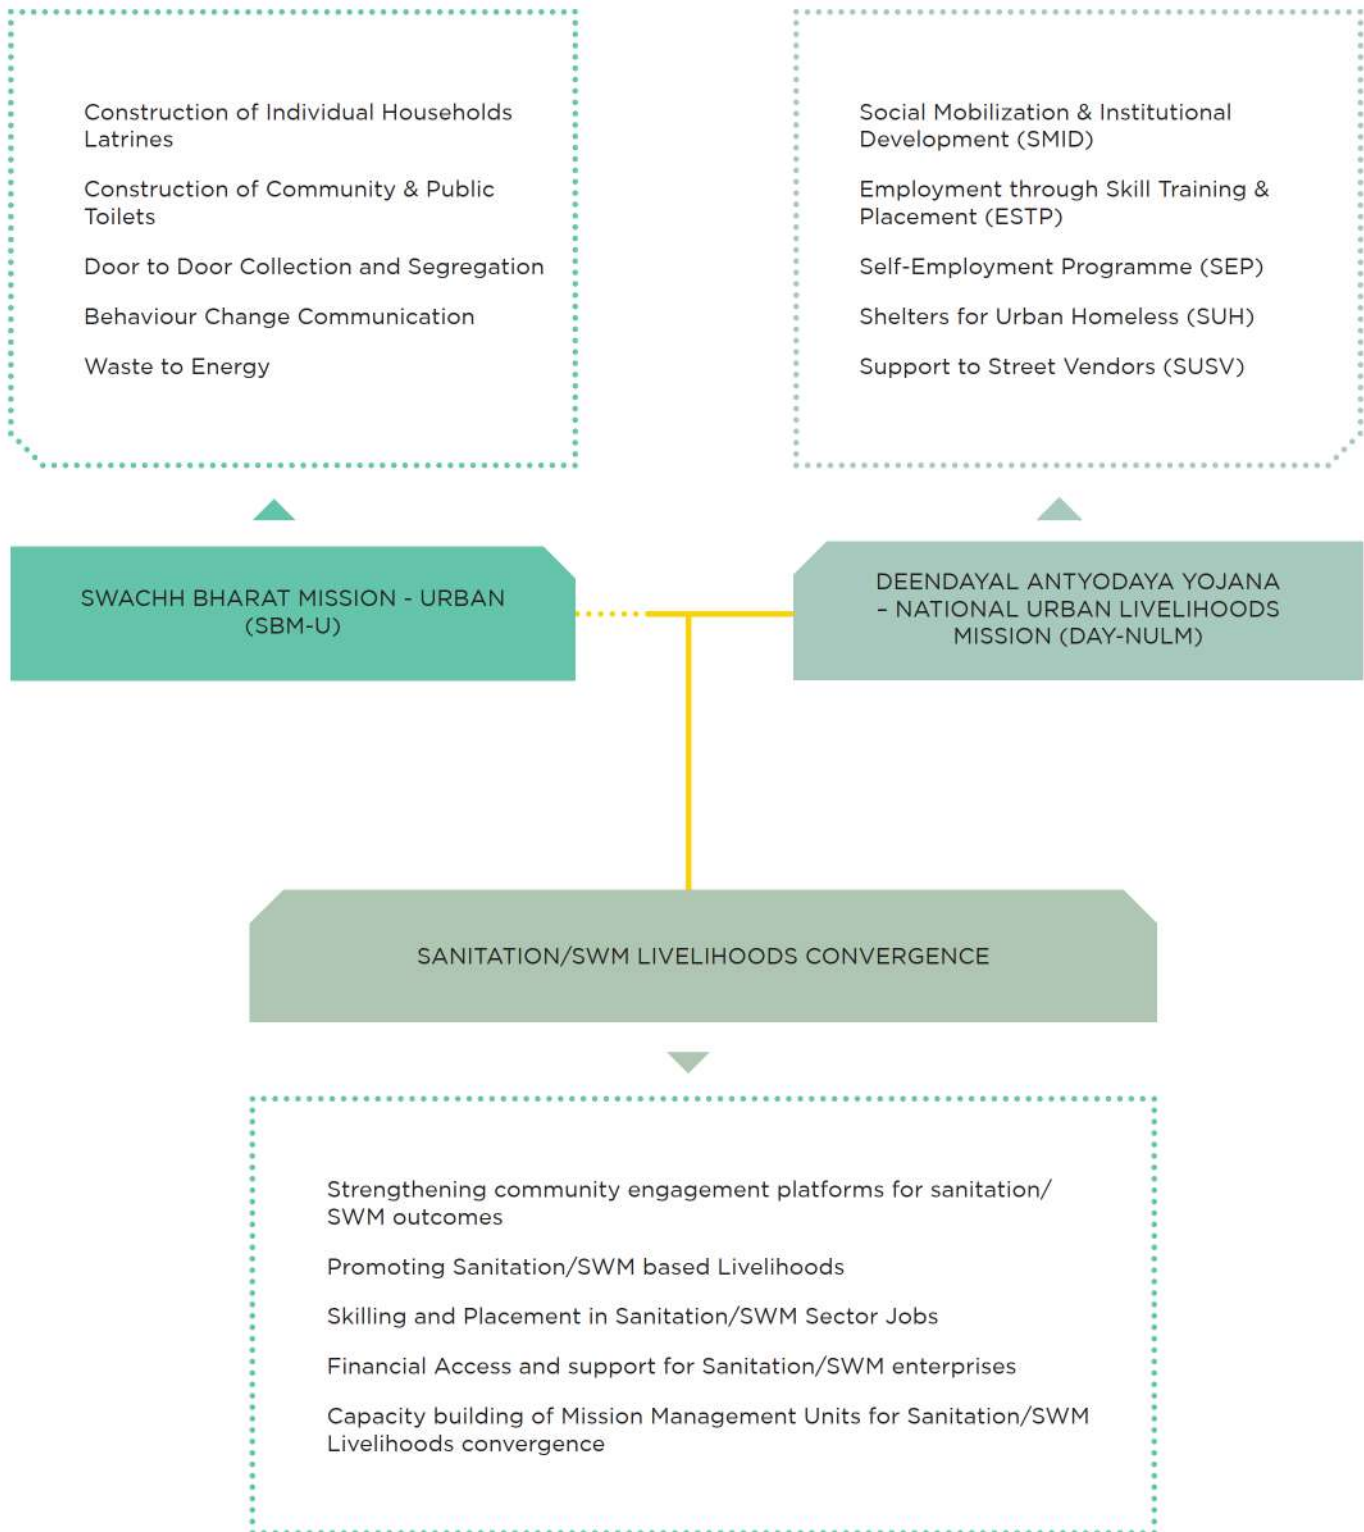 Construction of Individual Households
Latrines
Construction of Community & Public
Toilets
Door to Door Collection and Segregation
Behaviour Change Communication
Waste to Energy
Social Mobilization & Institutional
Development (SMID)
Employment through Skill Training &
Placement (ESTP)
Self-Employment Programme (SEP)
Shelters for Urban Homeless (SUH)
Support to Street Vendors (SUSV)
SWACHH BHARAT MISSION - URBAN
(SBM-U)
DEENDAYAL ANTYODAYA YOJANA
– NATIONAL URBAN LIVELIHOODS
MISSION (DAY-NULM)
SANITATION/SWM LIVELIHOODS CONVERGENCE
Strengthening community engagement platforms for sanitation/
SWM outcomes
Promoting Sanitation/SWM based Livelihoods
Skilling and Placement in Sanitation/SWM Sector Jobs
Financial Access and support for Sanitation/SWM enterprises
Capacity building of Mission Management Units for Sanitation/SWM
Livelihoods convergence